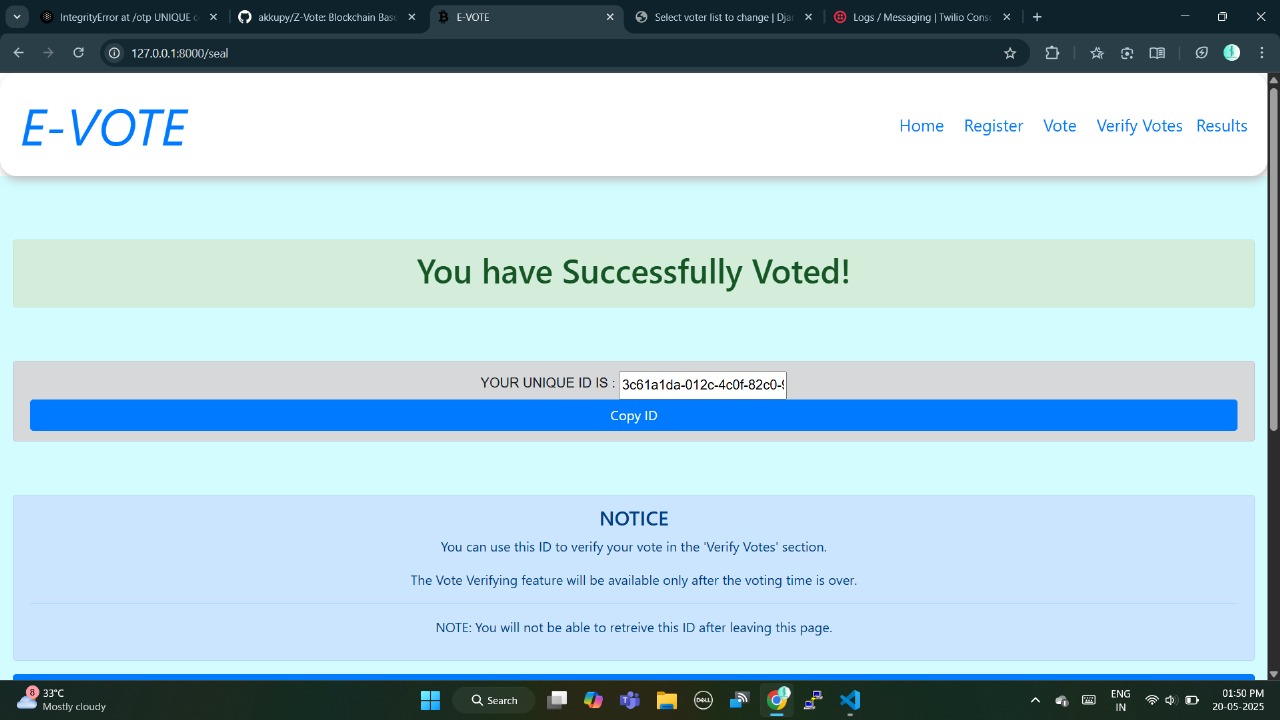 IntegrityError at /otp UNIQUE c
akkupy/Z-Vote: Blockchain Bas
E-VOTE
Select voter list to change | Dja
Logs / Messaging | Twilio Cons
127.0.0.1:8000/seal
E-VOTE
Home Register Vote Verify Votes Results
You have Successfully Voted!
YOUR UNIQUE ID IS : 3c61a1da-012c-4c0f-82c0-
Copy ID
NOTICE
You can use this ID to verify your vote in the 'Verify Votes' section.
The Vote Verifying feature will be available only after the voting time is over.
NOTE: You will not be able to retreive this ID after leaving this page.
8
33°C
Mostly cloudy
Search
DELL
ENG
IN
01:50 PM
20-05-2025